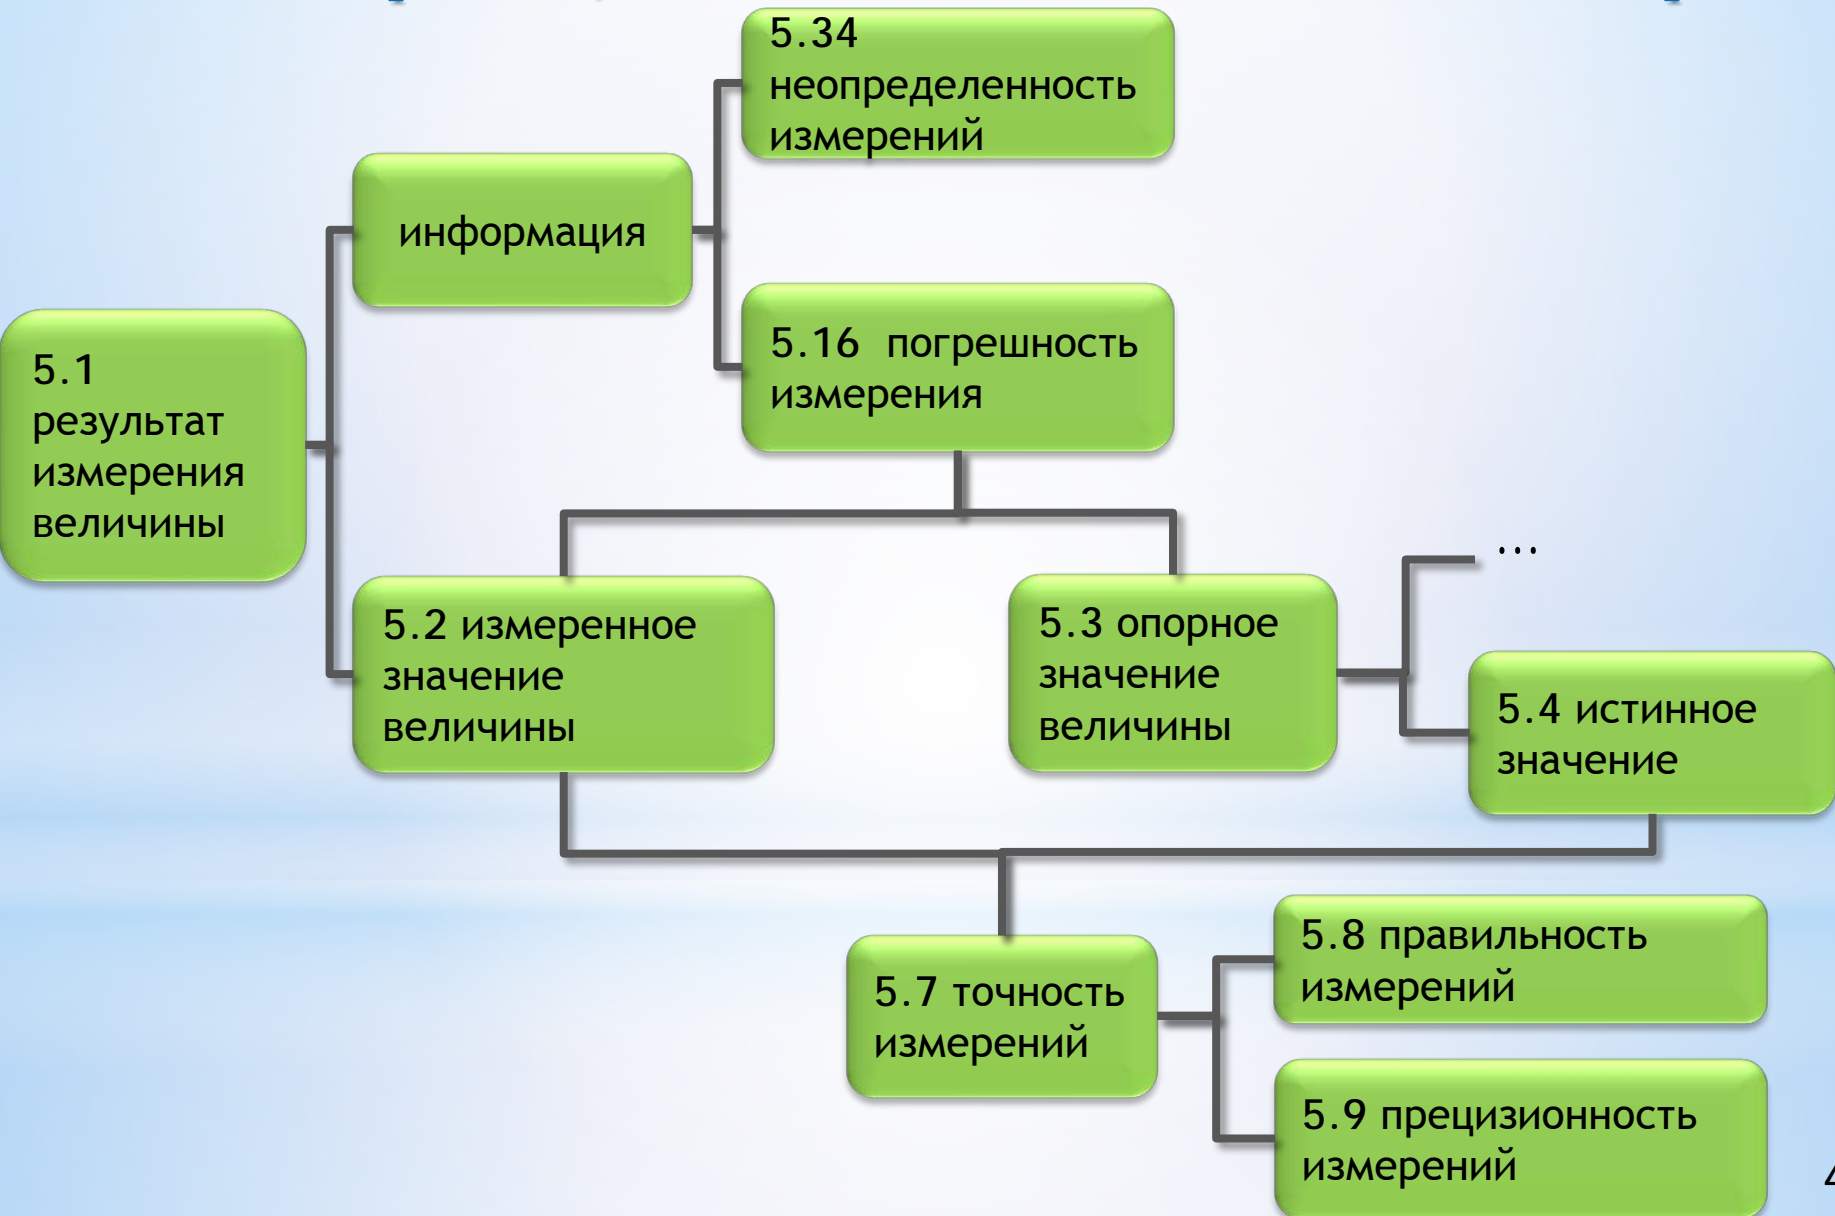 5.34
неопределенность
измерений
информация
5.16 погрешность
измерения
5.1
результат
измерения
величины
...
5.2 измеренное
значение
величины
5.3 опорное
значение
величины
5.4 истинное
значение
5.7 точность
измерений
5.8 правильность
измерений
5.9 прецизионность
измерений